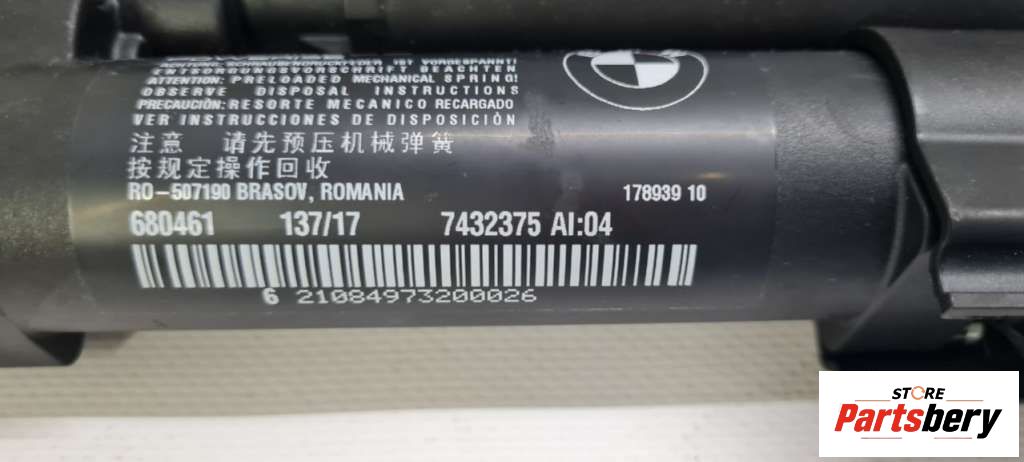 VORGESPANNT!
ENTSORGUNGSVORSCHRIFT BEACHTEN
ATTENTION: PRELOADED MECHANICAL SPRING!
OBSERVE DISPOSAL INSTRUCTIONS
PRECAUCIÓN: RESORTE MECANICO RECARGADO
VER INSTRUCCIONES DE DISPOSICIÓN
注意 请先预压机械弹簧
按规定操作回收
RO-507190 BRASOV, ROMANIA 178939 10
680461 137/17 7432375 AI:04
6 21084973200026
STORE
Partsbery